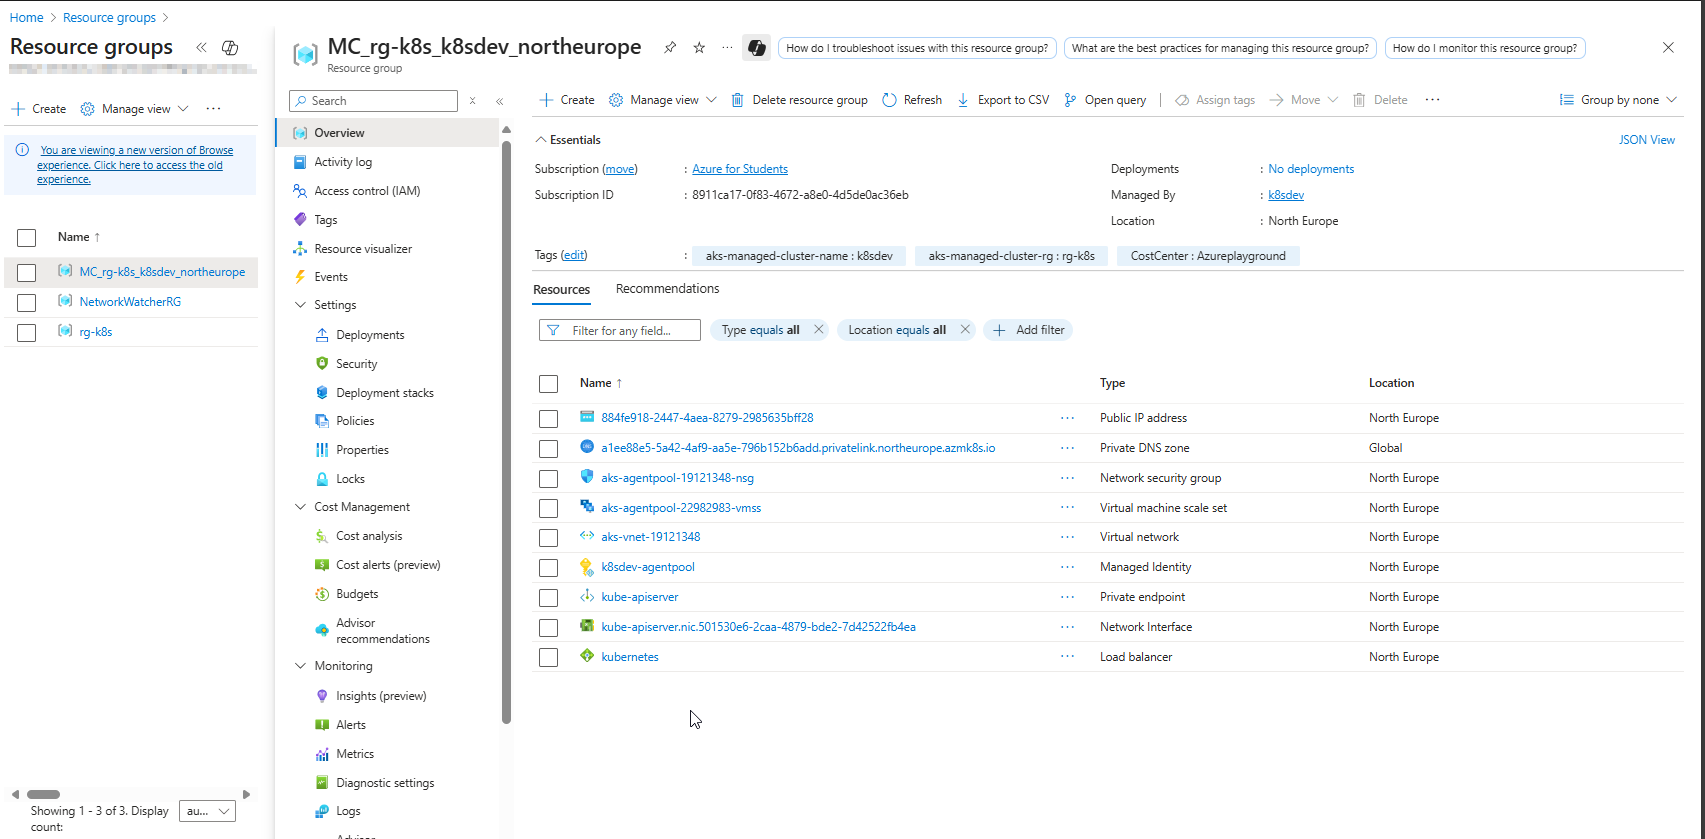 Home > Resource groups >
Resource groups
Create
Manage view
You are viewing a new version of Browse
experience. Click here to access the old
experience.
Name ↑
MC_rg-k8s_k8sdev_northeurope
NetworkWatcherRG
rg-k8s
Showing 1 - 3 of 3. Display
count:
au...
MC_rg-k8s_k8sdev_northeurope
Resource group
How do I troubleshoot issues with this resource group?
What are the best practices for managing this resource group?
How do I monitor this resource group?
Search
Overview
Activity log
Access control (IAM)
Tags
Resource visualizer
Events
Settings
Deployments
Security
Deployment stacks
Policies
Properties
Locks
Cost Management
Cost analysis
Cost alerts (preview)
Budgets
Advisor
recommendations
Monitoring
Insights (preview)
Alerts
Metrics
Diagnostic settings
Logs
Advisor
Create
Manage view
Delete resource group
Refresh
Export to CSV
Open query
Assign tags
Move
Delete
Group by none
Essentials
JSON View
Subscription (move) : Azure for Students
Subscription ID : 8911ca17-0f83-4672-a8e0-4d5de0ac36eb
Deployments : No deployments
Managed By : k8sdev
Location : North Europe
Tags (edit) : aks-managed-cluster-name : k8sdev aks-managed-cluster-rg : rg-k8s CostCenter : Azureplayground
Resources Recommendations
Filter for any field... Type equals all Location equals all Add filter
Name ↑ Type Location
884fe918-2447-4aea-8279-2985635bff28 Public IP address North Europe
a1ee88e5-5a42-4af9-aa5e-796b152b6add.privatelink.northeurope.azmk8s.io Private DNS zone Global
aks-agentpool-19121348-nsg Network security group North Europe
aks-agentpool-22982983-vmss Virtual machine scale set North Europe
aks-vnet-19121348 Virtual network North Europe
k8sdev-agentpool Managed Identity North Europe
kube-apiserver Private endpoint North Europe
kube-apiserver.nic.501530e6-2caa-4879-bde2-7d42522fb4ea Network Interface North Europe
kubernetes Load balancer North Europe